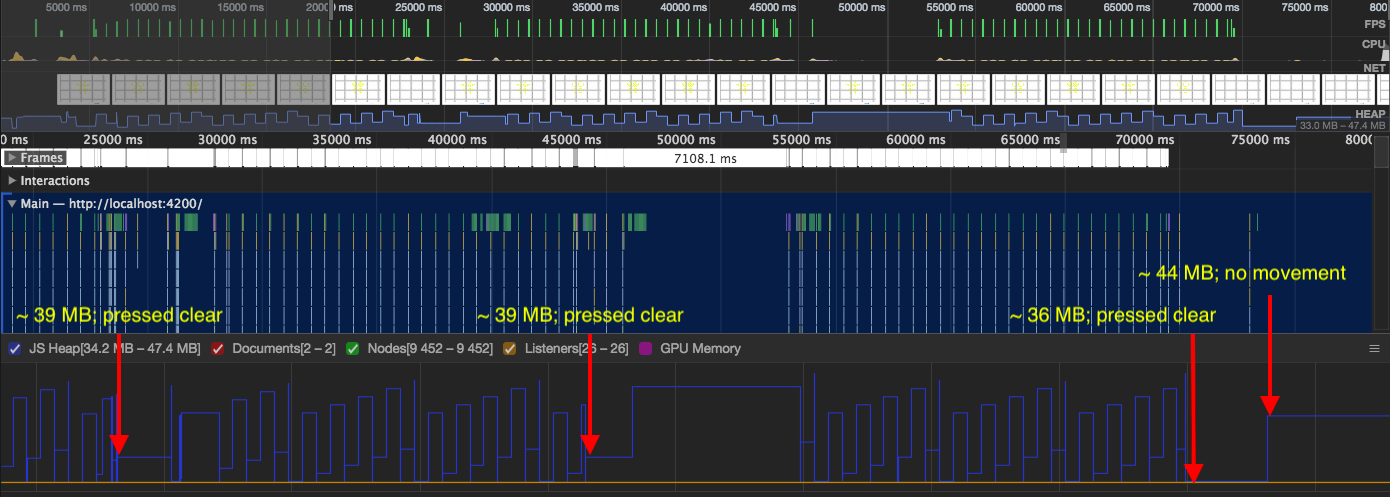 5000 ms 10000 ms 15000 ms 2000 ms 25000 ms 30000 ms 35000 ms 40000 ms 45000 ms 50000 ms 55000 ms 60000 ms 65000 ms 70000 ms 75000 ms 800
FPS
CPU
NET
HEAP
33.0 MB – 47.4 MB
0 ms 25000 ms 30000 ms 35000 ms 40000 ms 45000 ms 50000 ms 55000 ms 60000 ms 65000 ms 70000 ms 75000 ms 8000
Frames 7108.1 ms
Interactions
Main — http://localhost:4200/
~ 44 MB; no movement
~ 39 MB; pressed clear ~ 39 MB; pressed clear ~ 36 MB; pressed clear
JS Heap[34.2 MB – 47.4 MB] Documents[2 – 2] Nodes[9 452 – 9 452] Listeners[26 – 26] GPU Memory